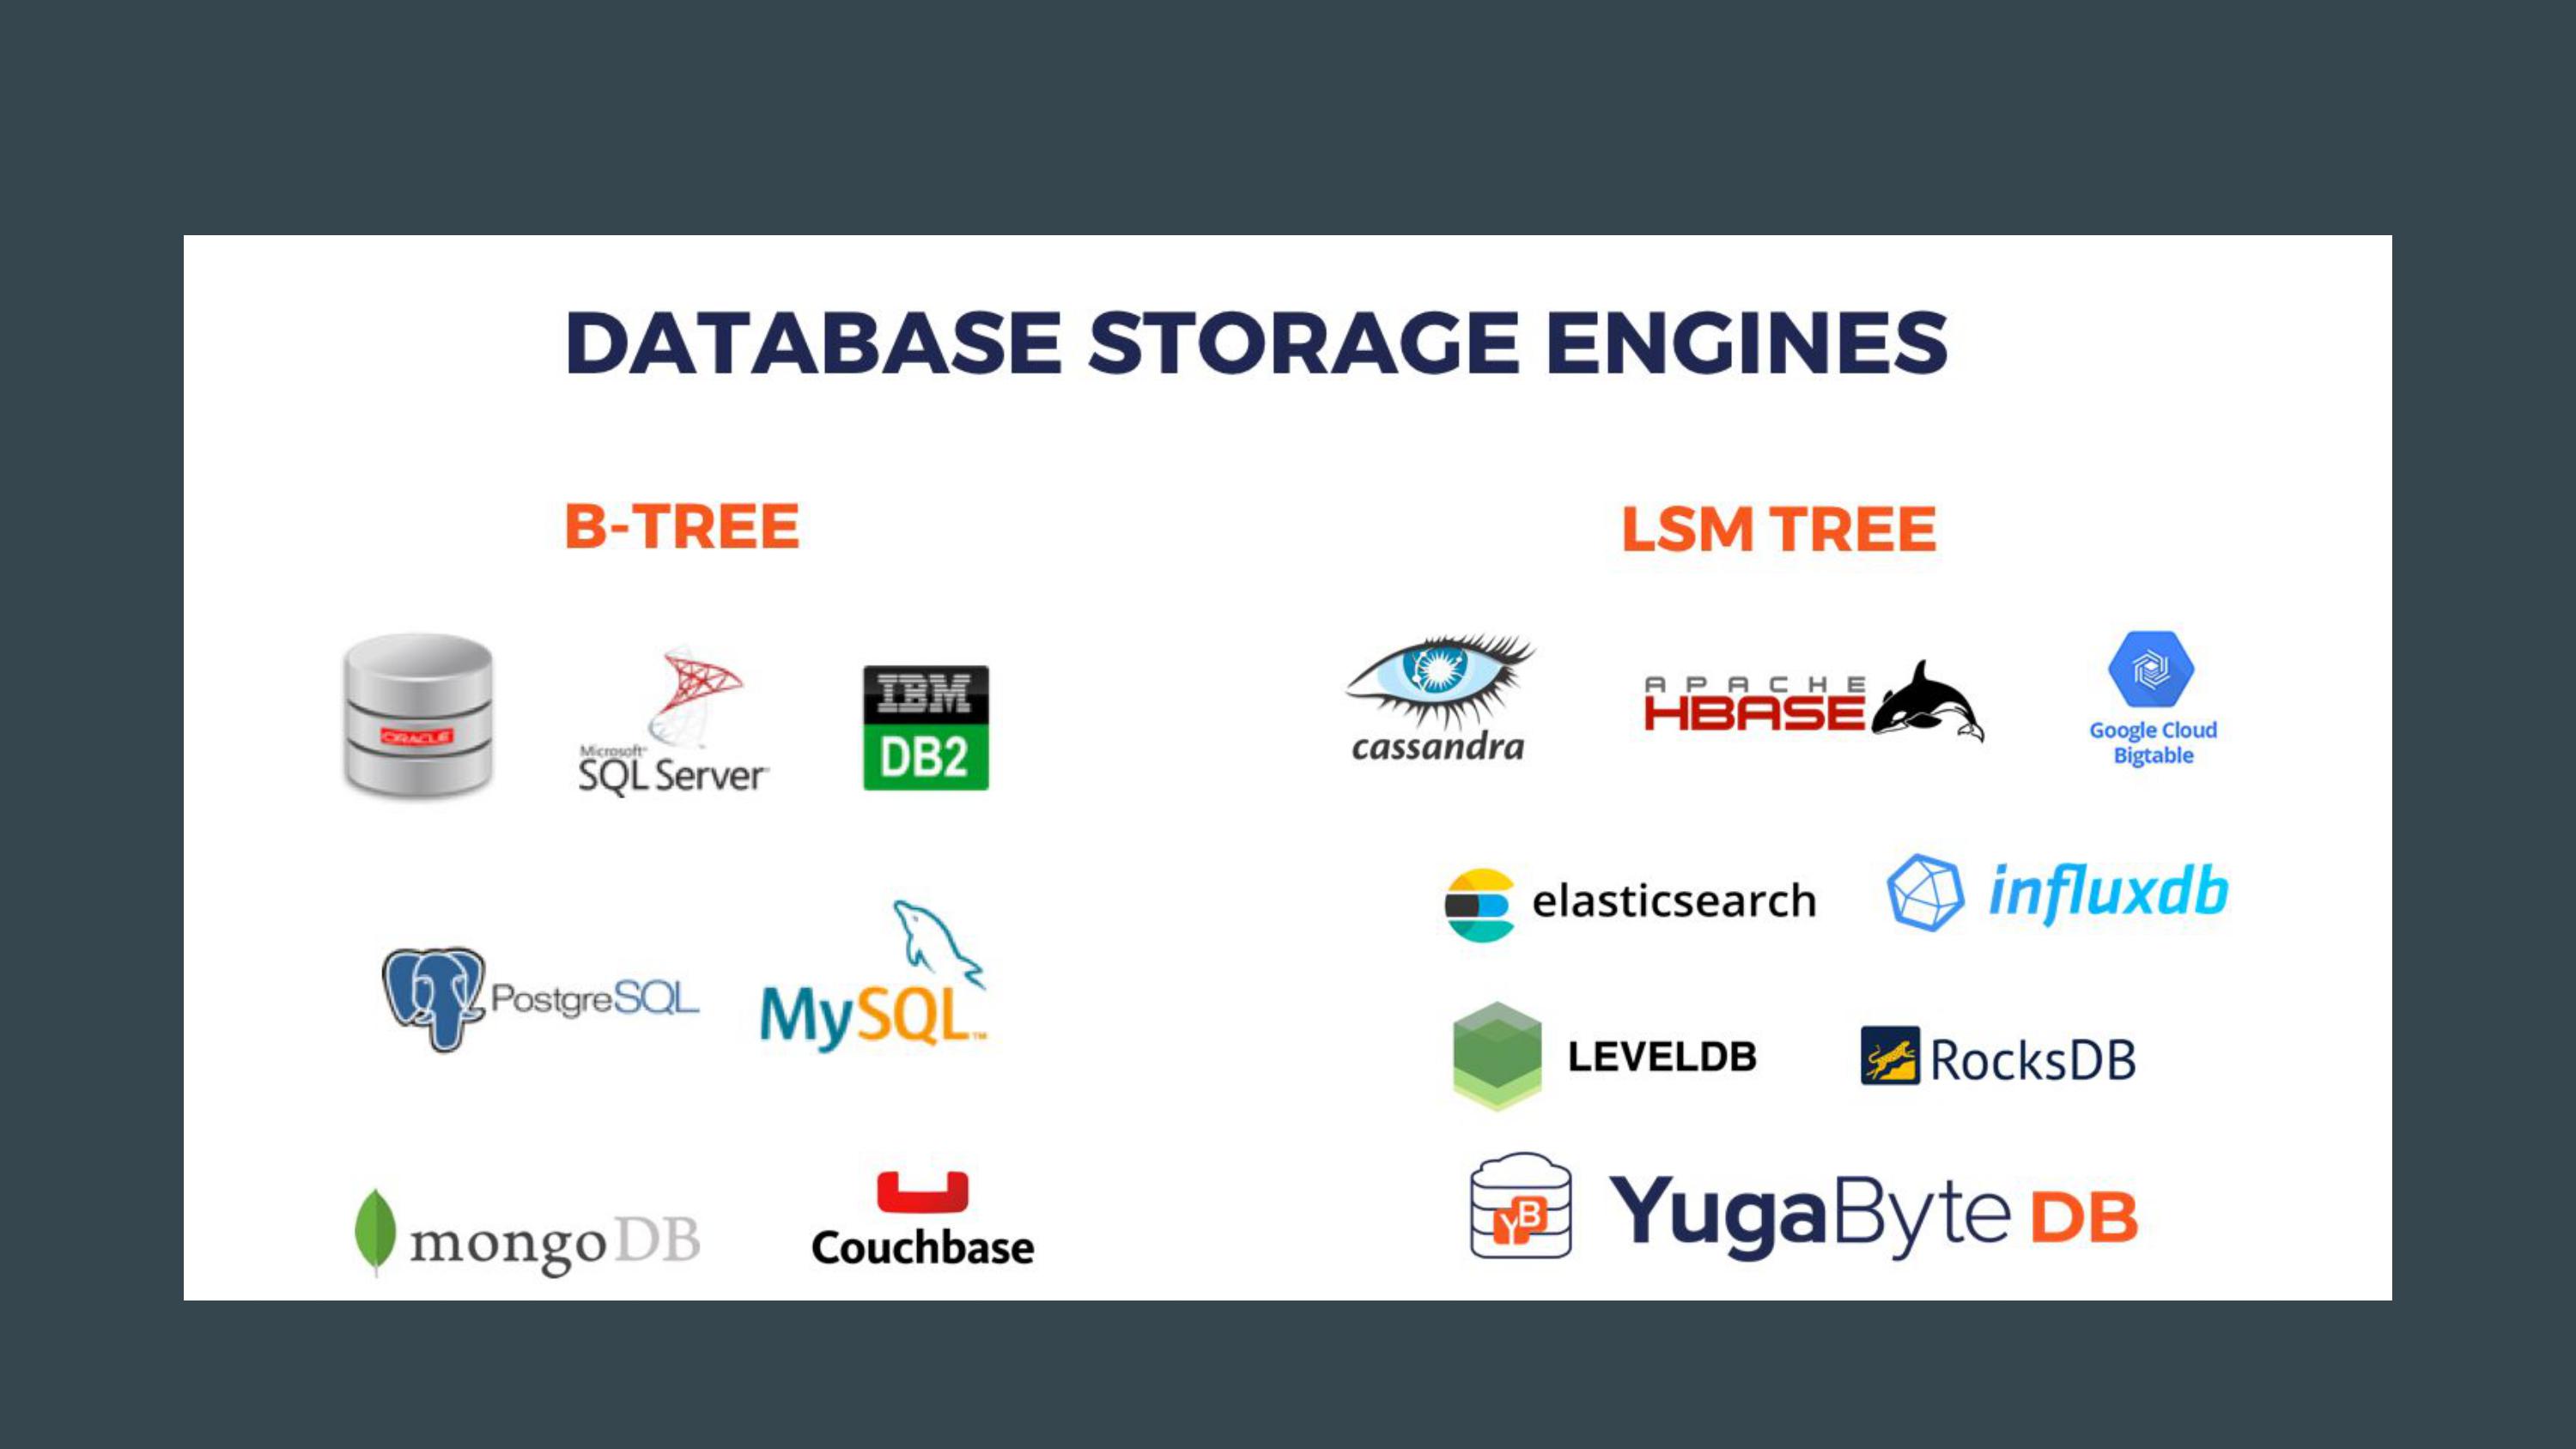 DATABASE STORAGE ENGINES
B-TREE
ORACLE
Microsoft
SQL Server
IBM
DB2
PostgreSQL
MySQL™
mongoDB
Couchbase
LSM TREE
cassandra
APACHE
HBASE
Google Cloud
Bigtable
elasticsearch
influxdb
LEVELDB
RocksDB
YB
YugaByte DB